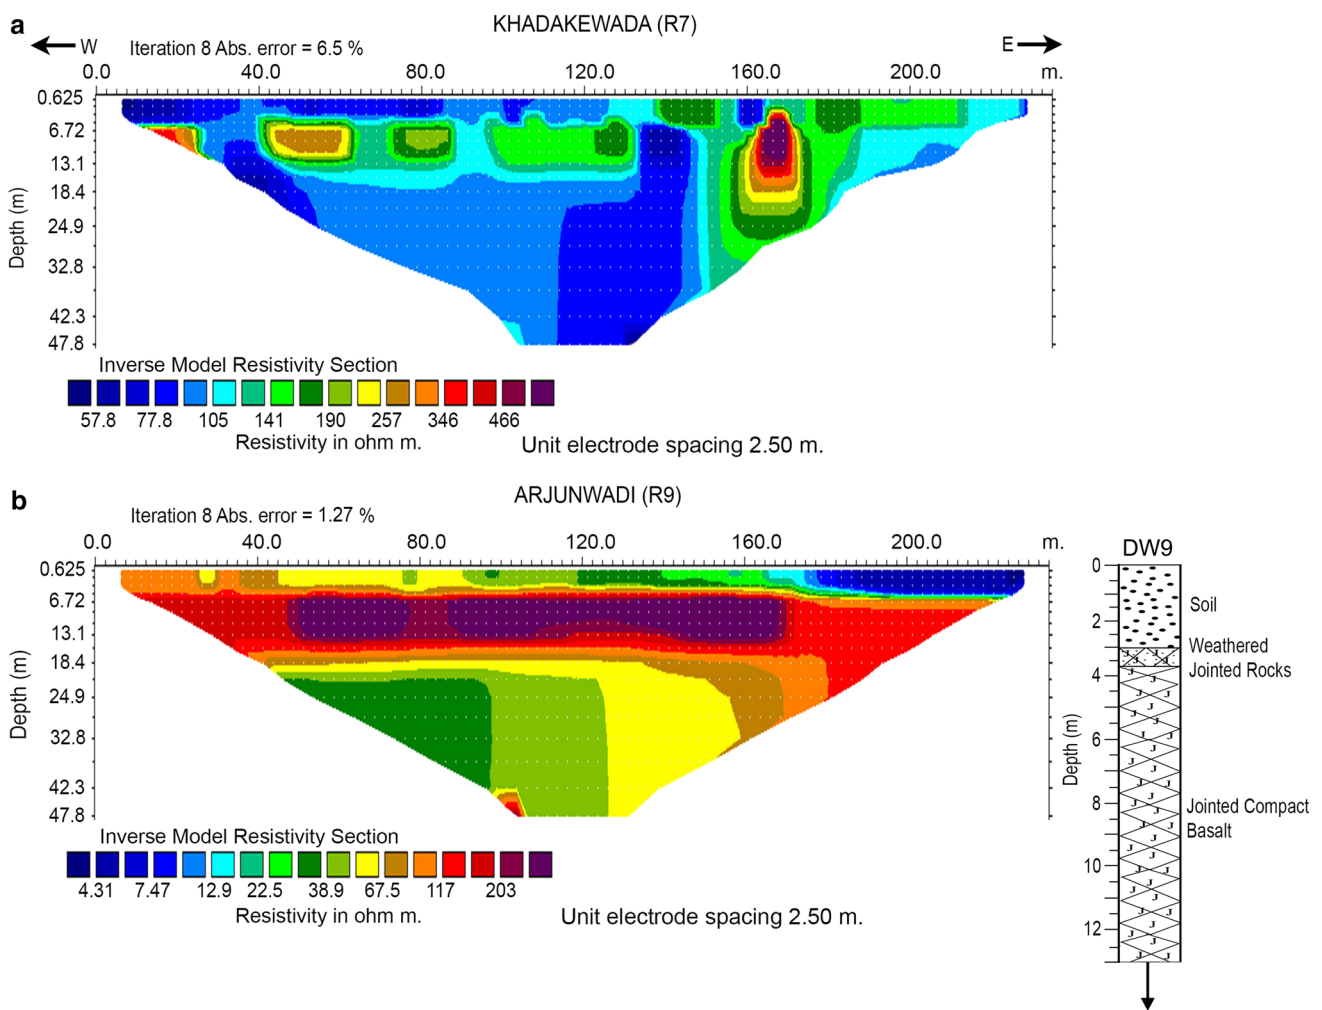 a
KHADAKEWADA (R7)
W
Iteration 8 Abs. error = 6.5 %
E
0.0 40.0 80.0 120.0 160.0 200.0 m.
0.625
6.72
13.1
18.4
24.9
32.8
42.3
47.8
Depth (m)
Inverse Model Resistivity Section
57.8 77.8 105 141 190 257 346 466
Resistivity in ohm m.
Unit electrode spacing 2.50 m.
b
ARJUNWADI (R9)
Iteration 8 Abs. error = 1.27 %
0.0 40.0 80.0 120.0 160.0 200.0 m.
0.625
6.72
13.1
18.4
24.9
32.8
42.3
47.8
Depth (m)
Inverse Model Resistivity Section
4.31 7.47 12.9 22.5 38.9 67.5 117 203
Resistivity in ohm m.
Unit electrode spacing 2.50 m.
DW9
0
2
4
6
8
10
12
Depth (m)
Soil
Weathered
Jointed Rocks
Jointed Compact
Basalt